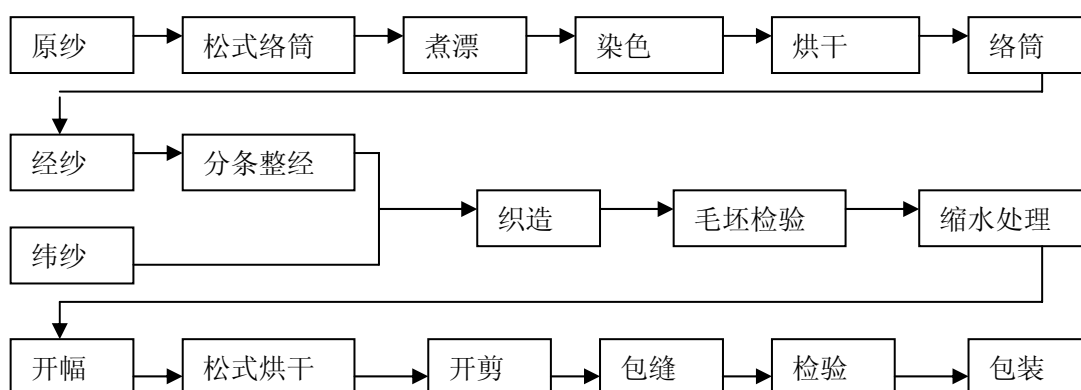 原纱 松式络筒 煮漂 染色 烘干 络筒
经纱 分条整经
织造 毛坯检验 缩水处理
纬纱
开幅 松式烘干 开剪 包缝 检验 包装